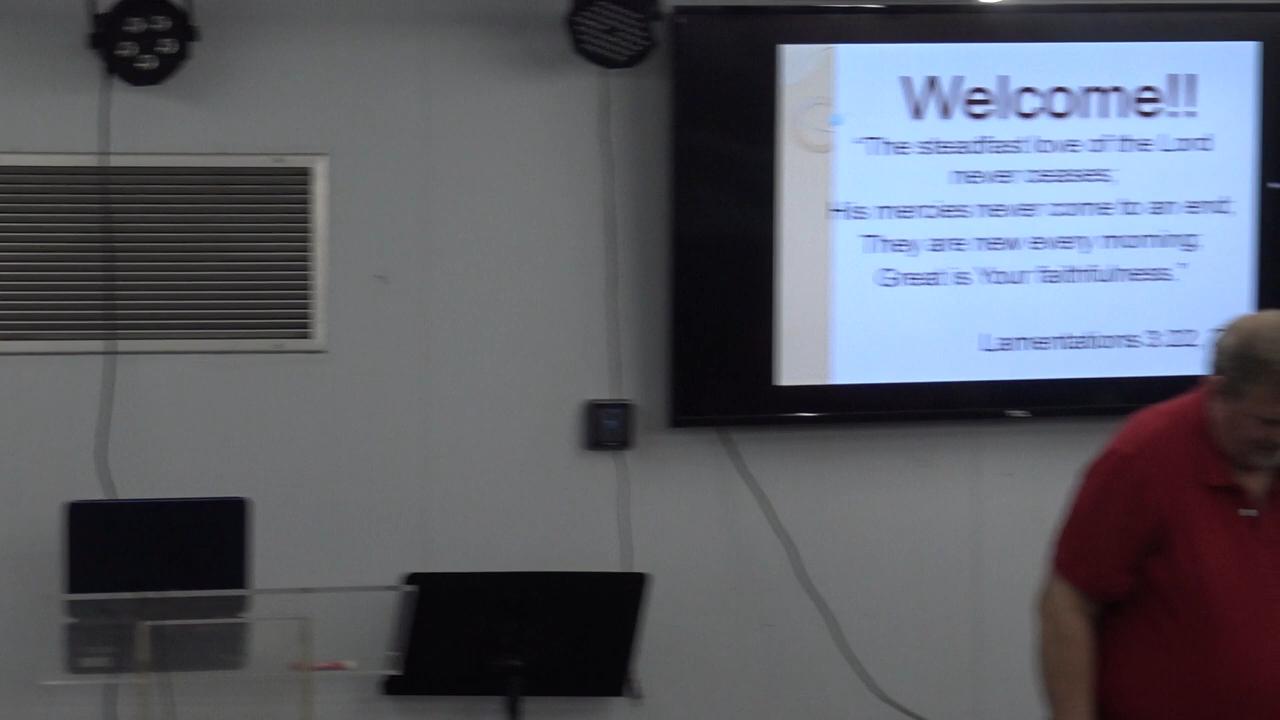 Welcome!!
"The steadfast love of the Lord
never ceases;
His mercies never come to an end;
They are new every morning;
Great is Your faithfulness."
Lamentations 3:22,